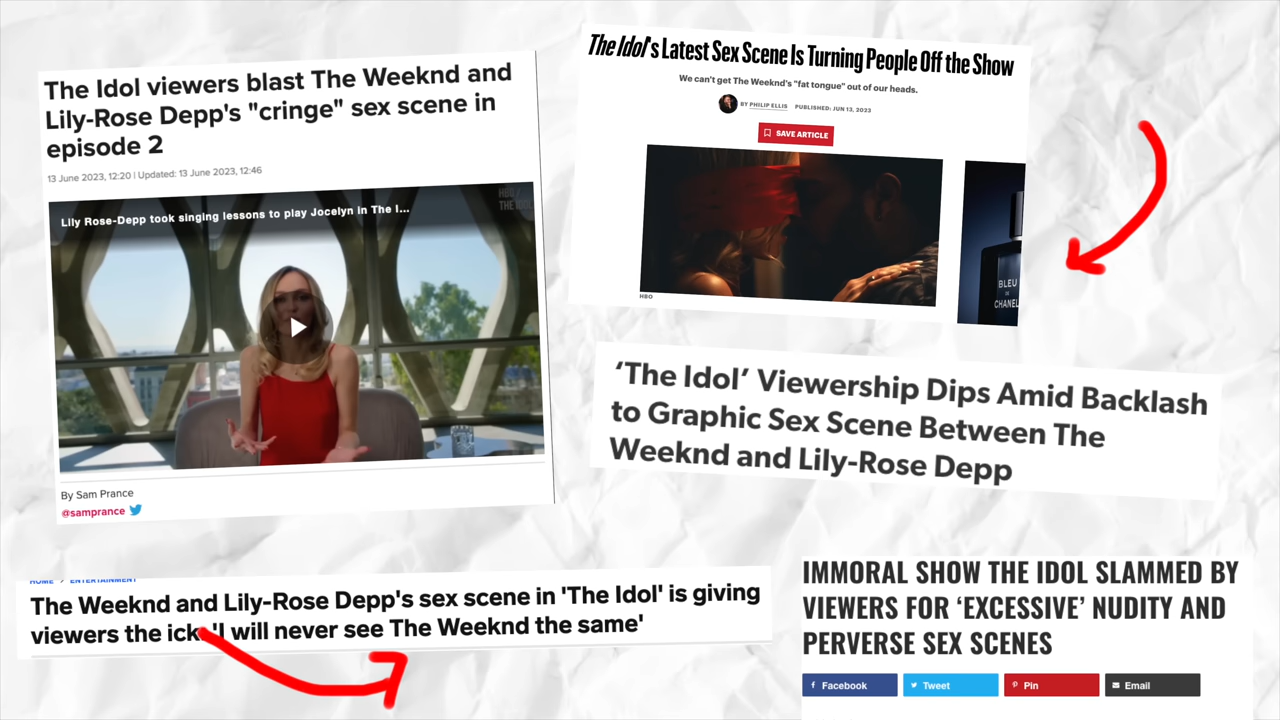 The Idol viewers blast The Weeknd and
Lily-Rose Depp's "cringe" sex scene in
episode 2
13 June 2023, 12:20 | Updated: 13 June 2023, 12:46
Lily Rose-Depp took singing lessons to play Jocelyn in The I...
HBO /
THE IDOL
By Sam Prance
@samprance
The Idol's Latest Sex Scene Is Turning People Off the Show
We can't get The Weeknd's "fat tongue" out of our heads.
BY PHILIP ELLIS PUBLISHED: JUN 13, 2023
SAVE ARTICLE
BLEU
DE
CHANEL
HBO
‘The Idol’ Viewership Dips Amid Backlash
to Graphic Sex Scene Between The
Weeknd and Lily-Rose Depp
HOME > ENTERTAINMENT
The Weeknd and Lily-Rose Depp's sex scene in 'The Idol' is giving
viewers the ick: 'I will never see The Weeknd the same'
IMMORAL SHOW THE IDOL SLAMMED BY
VIEWERS FOR ‘EXCESSIVE’ NUDITY AND
PERVERSE SEX SCENES
Facebook Tweet Pin Email